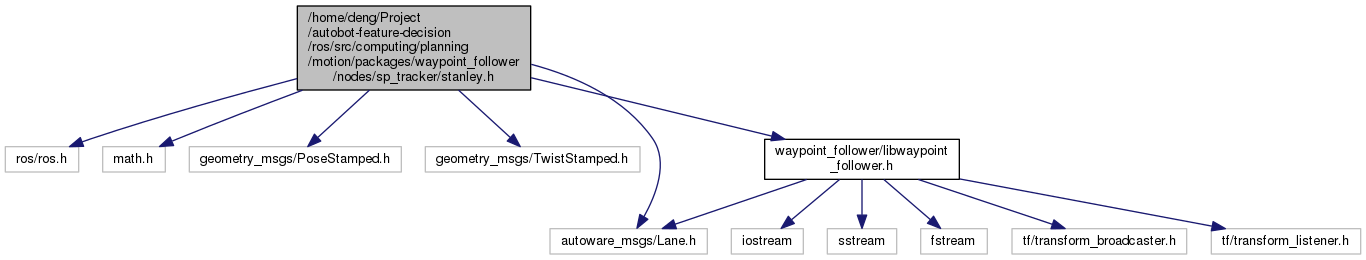 /home/deng/Project
/autobot-feature-decision
/ros/src/computing/planning
/motion/packages/waypoint_follower
/nodes/sp_tracker/stanley.h
ros/ros.h
math.h
geometry_msgs/PoseStamped.h
geometry_msgs/TwistStamped.h
waypoint_follower/libwaypoint
_follower.h
autoware_msgs/Lane.h
iostream
sstream
fstream
tf/transform_broadcaster.h
tf/transform_listener.h